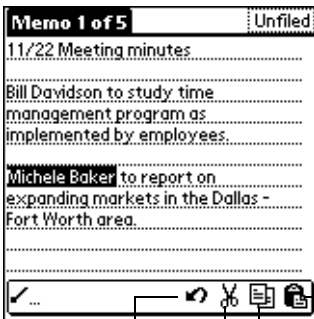 Memo 1 of 5
Unfiled
11/22 Meeting minutes
Bill Davidson to study time
management program as
implemented by employees.
Michele Baker to report on
expanding markets in the Dallas -
Fort Worth area.
...